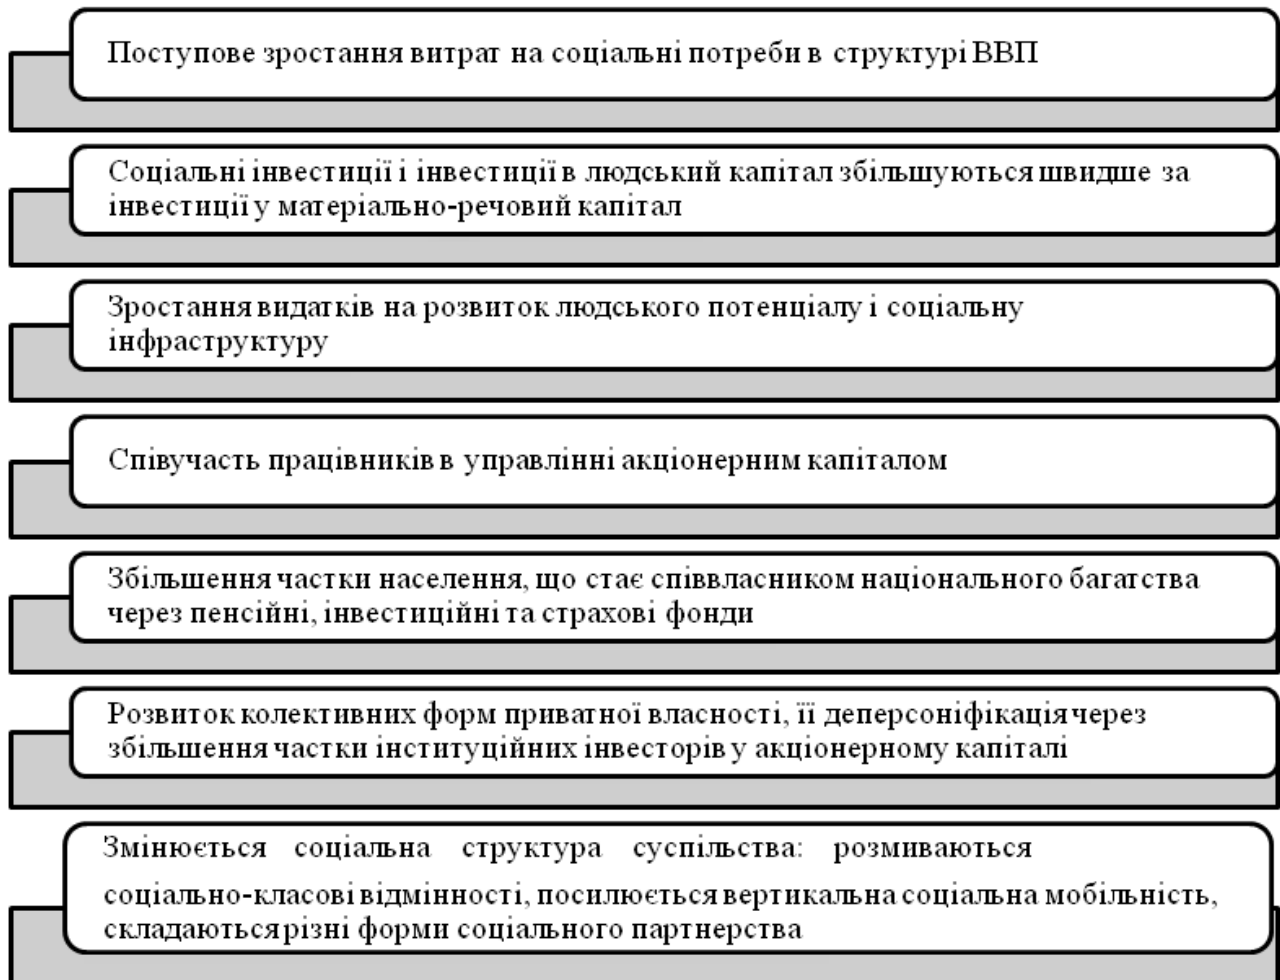 Поступове зростання витрат на соціальні потреби в структурі ВВП
Соціальні інвестиції і інвестиції в людський капітал збільшуються швидше за
інвестиції у матеріально-речовий капітал
Зростання видатків на розвиток людського потенціалу і соціальну
інфраструктуру
Співучасть працівників в управлінні акціонерним капіталом
Збільшення частки населення, що стає співвласником національного багатства
через пенсійні, інвестиційні та страхові фонди
Розвиток колективних форм приватної власності, її деперсоніфікація через
збільшення частки інституційних інвесторів у акціонерному капіталі
Змінюється соціальна структура суспільства: розмиваються
соціально-класові відмінності, посилюється вертикальна соціальна мобільність,
складаються різні форми соціального партнерства